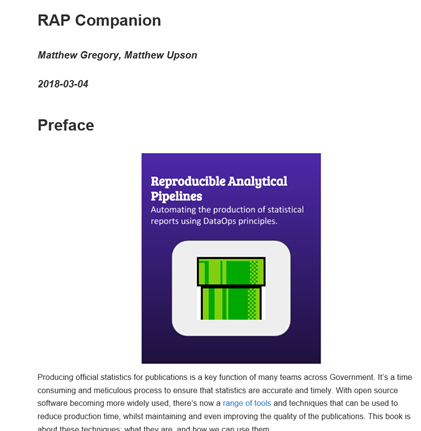 RAP Companion
Matthew Gregory, Matthew Upson
2018-03-04
Preface
Reproducible Analytical
Pipelines
Automating the production of statistical
reports using DataOps principles.
Producing official statistics for publications is a key function of many teams across Government. It's a time
consuming and meticulous process to ensure that statistics are accurate and timely. With open source
software becoming more widely used, there's now a range of tools and techniques that can be used to
reduce production time, whilst maintaining and even improving the quality of the publications. This book is
about these techniques: what they are, and how we can use them.